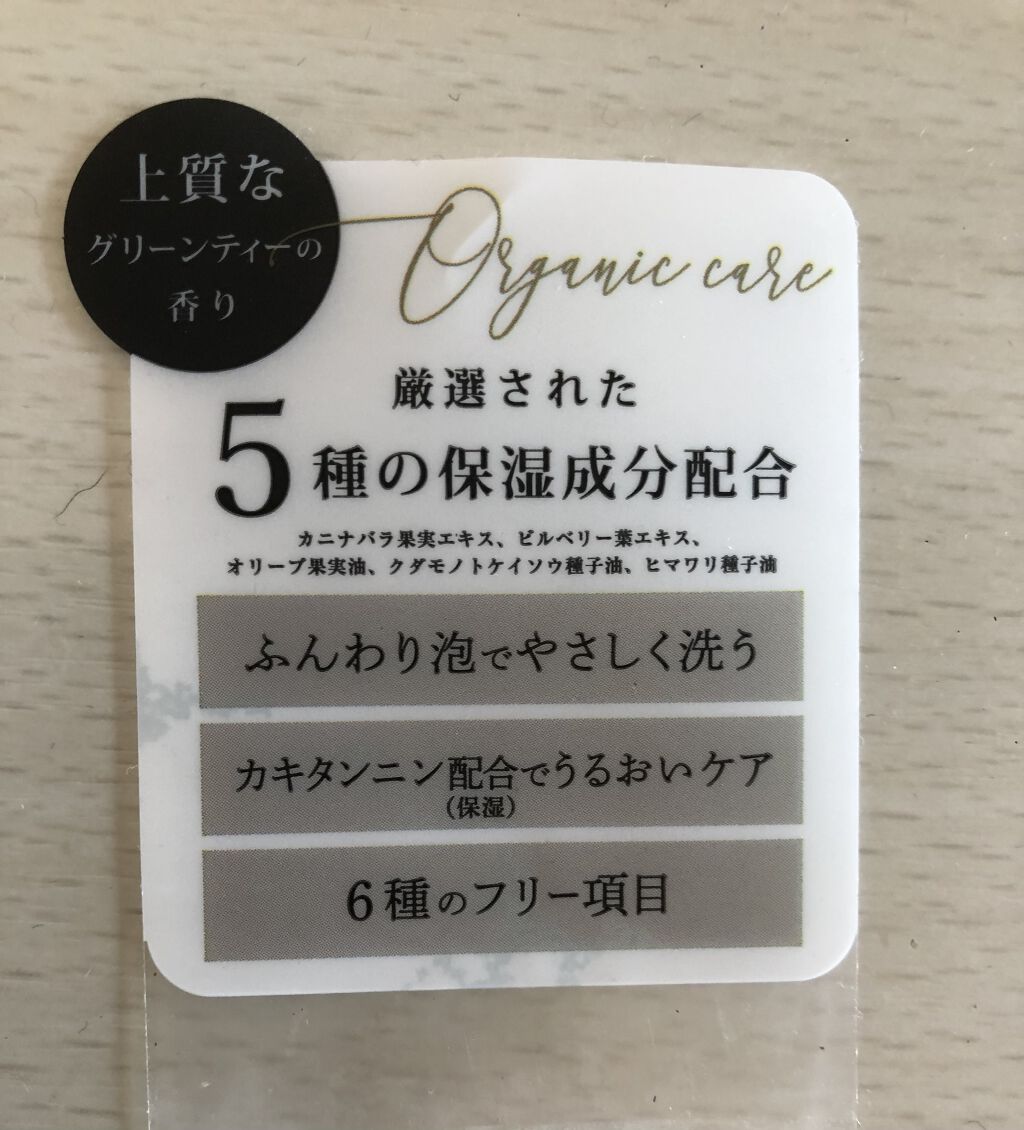 上質な
グリーンティーの
香り
Organic care
厳選された
5種の保湿成分配合
カニナバラ果実エキス、ビルベリー葉エキス、
オリーブ果実油、クダモノトケイソウ種子油、ヒマワリ種子油
ふんわり泡でやさしく洗う
カキタンニン配合でうるおいケア
(保湿)
6種のフリー項目